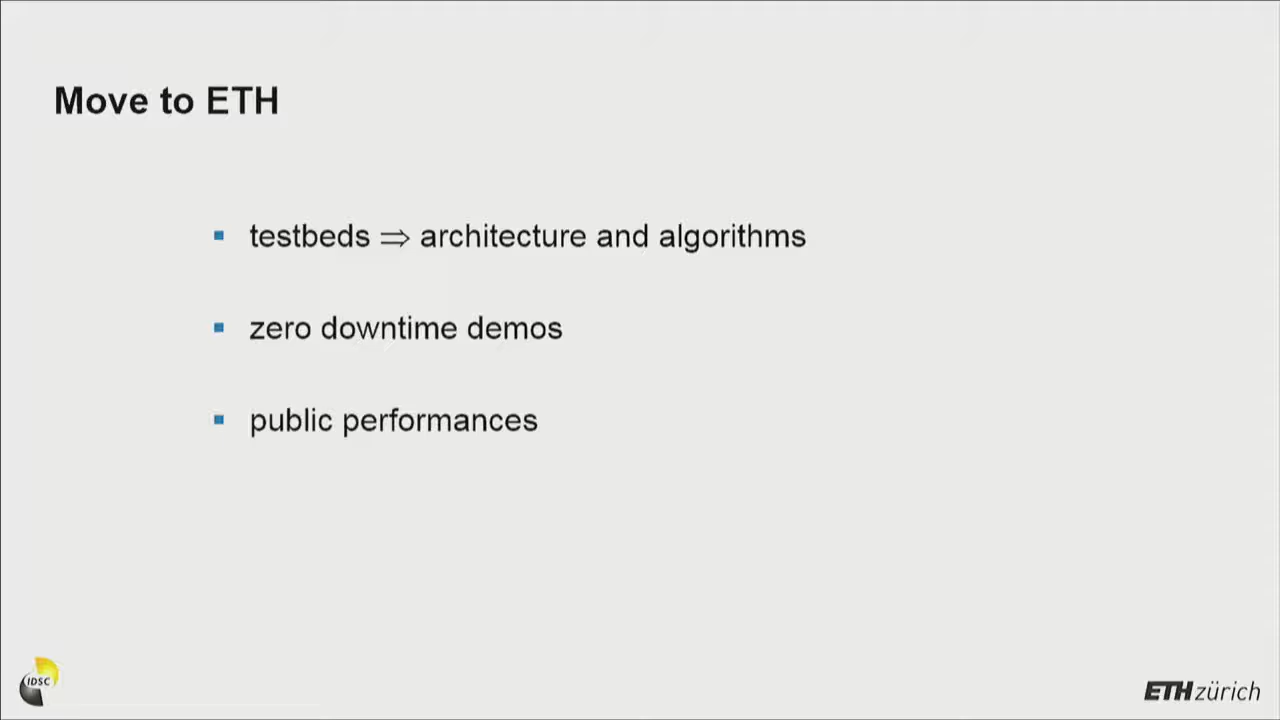 Move to ETH
testbeds ⇒ architecture and algorithms
zero downtime demos
public performances
IDSC
ETH zürich